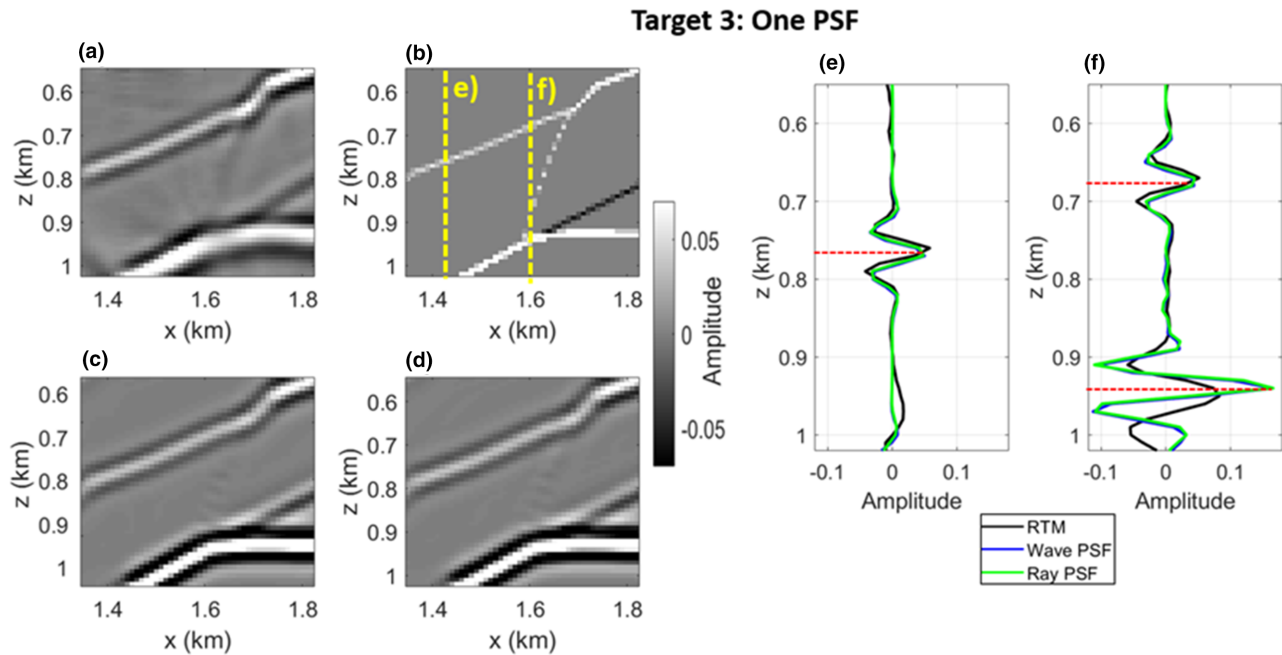 Target 3: One PSF
(a)
0.6
0.7
0.8
0.9
1
z (km)
1.4
1.6
1.8
x (km)
(b)
e)
f)
0.6
0.7
0.8
0.9
1
z (km)
1.4
1.6
1.8
x (km)
0.05
0
-0.05
Amplitude
(c)
0.6
0.7
0.8
0.9
1
z (km)
1.4
1.6
1.8
x (km)
(d)
0.6
0.7
0.8
0.9
1
z (km)
1.4
1.6
1.8
x (km)
(e)
0.6
0.7
0.8
0.9
1
z (km)
-0.1
0
0.1
Amplitude
(f)
0.6
0.7
0.8
0.9
1
z (km)
-0.1
0
0.1
Amplitude
RTM
Wave PSF
Ray PSF